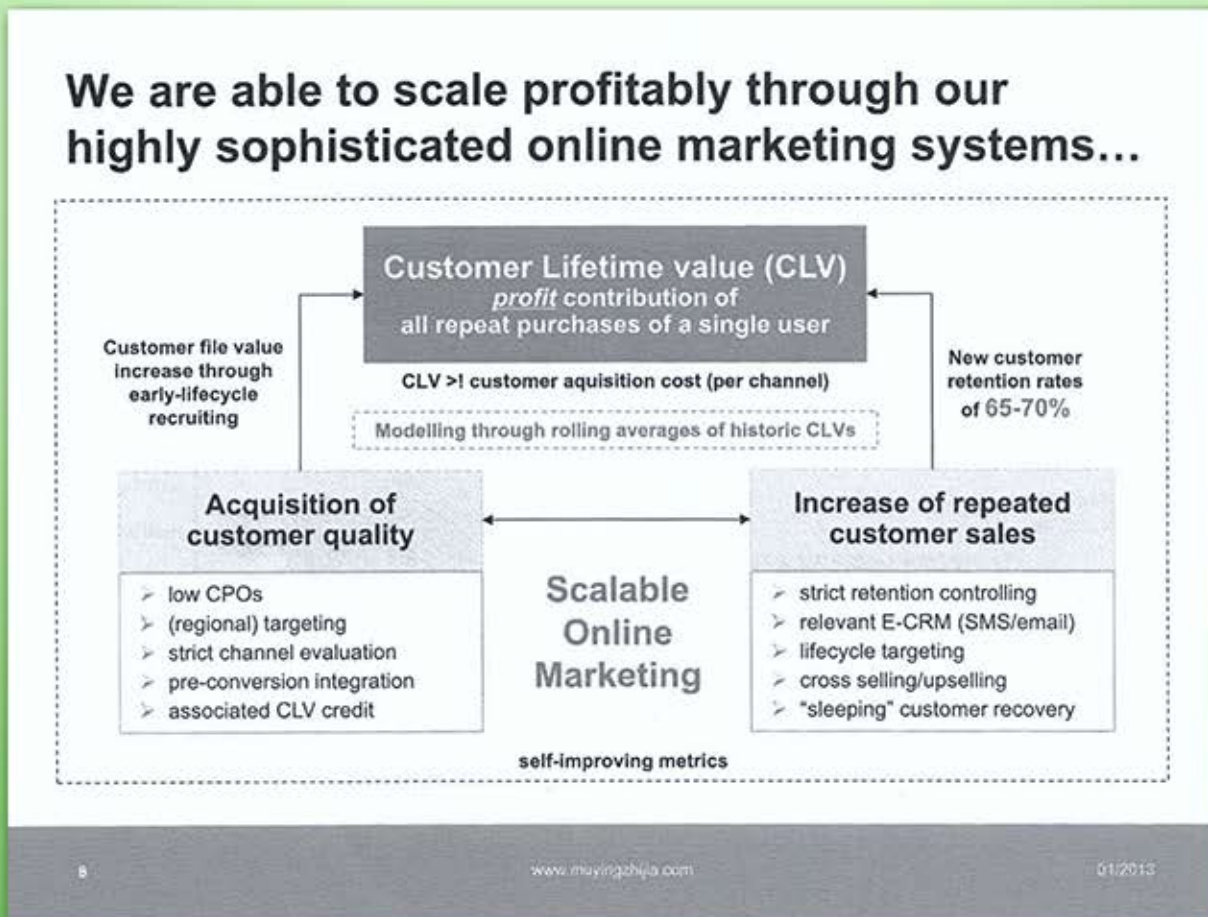 We are able to scale profitably through our
highly sophisticated online marketing systems...
Customer Lifetime value (CLV)
profit contribution of
all repeat purchases of a single user
Customer file value
increase through
early-lifecycle
recruiting
CLV >! customer aquisition cost (per channel)
Modelling through rolling averages of historic CLVs
New customer
retention rates
of 65-70%
Acquisition of
customer quality
➢ low CPOs
➢ (regional) targeting
➢ strict channel evaluation
➢ pre-conversion integration
➢ associated CLV credit
Scalable
Online
Marketing
Increase of repeated
customer sales
➢ strict retention controlling
➢ relevant E-CRM (SMS/email)
➢ lifecycle targeting
➢ cross selling/upselling
➢ "sleeping" customer recovery
self-improving metrics
8
www.muyingzhijia.com
01/2013